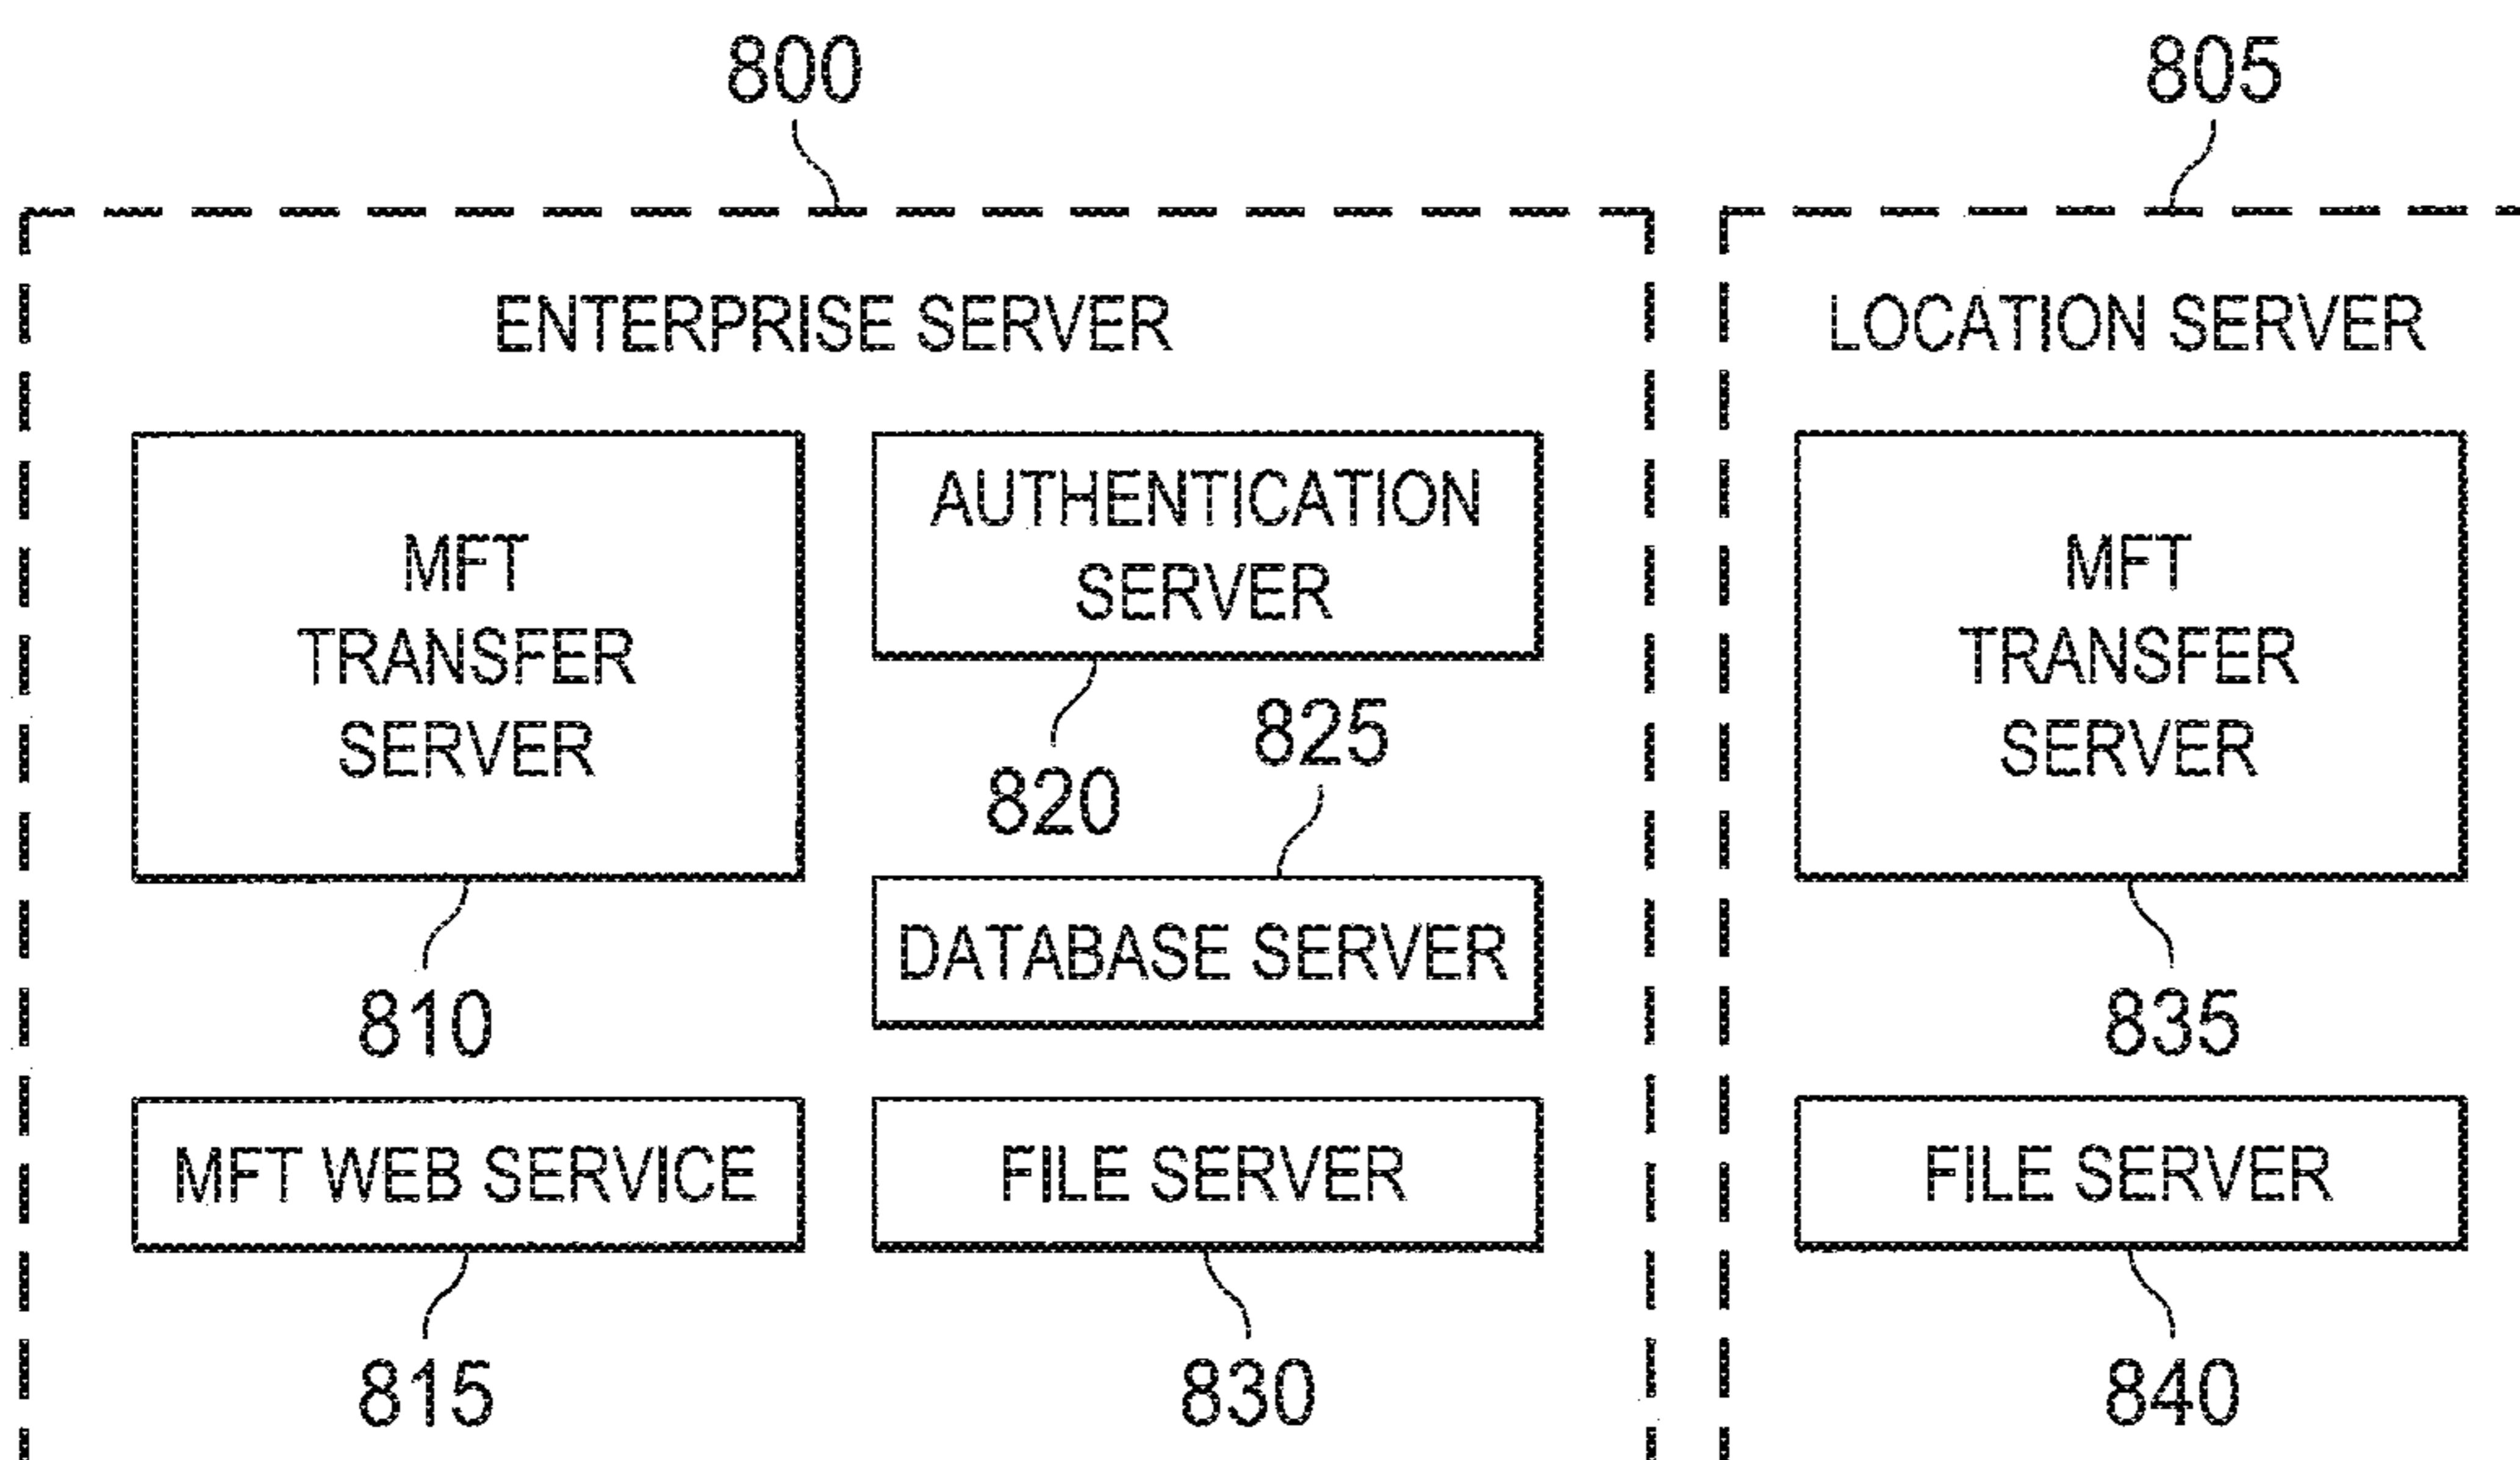 800
805
ENTERPRISE SERVER
LOCATION SERVER
MFT
TRANSFER
SERVER
810
AUTHENTICATION
SERVER
820
825
DATABASE SERVER
MFT WEB SERVICE
815
FILE SERVER
830
MFT
TRANSFER
SERVER
835
FILE SERVER
840